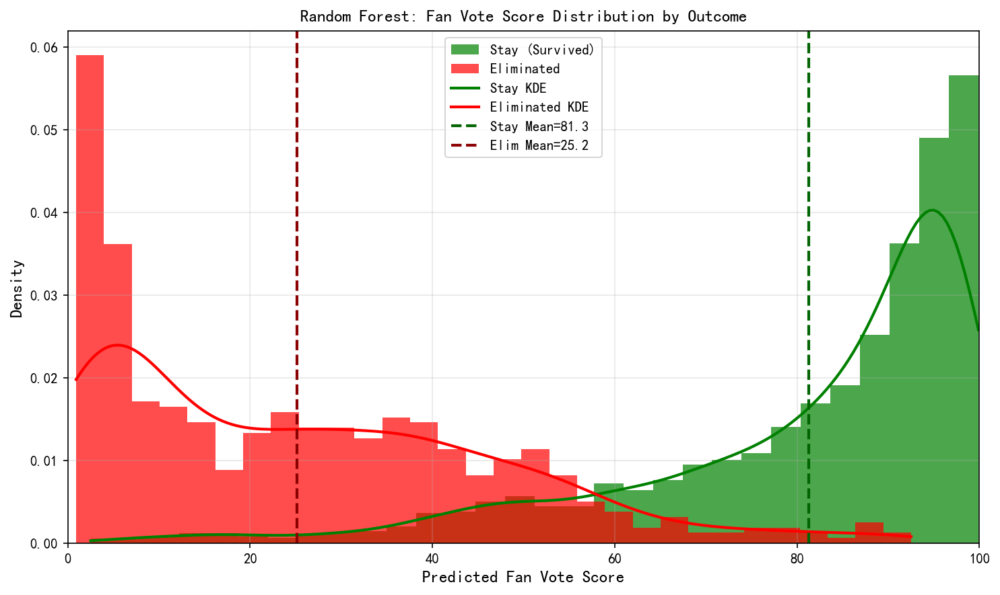 Random Forest: Fan Vote Score Distribution by Outcome
Stay (Survived)
Eliminated
Stay KDE
Eliminated KDE
Stay Mean=81.3
Elim Mean=25.2
0.06
0.05
0.04
0.03
0.02
0.01
0.00
Density
0 20 40 60 80 100
Predicted Fan Vote Score